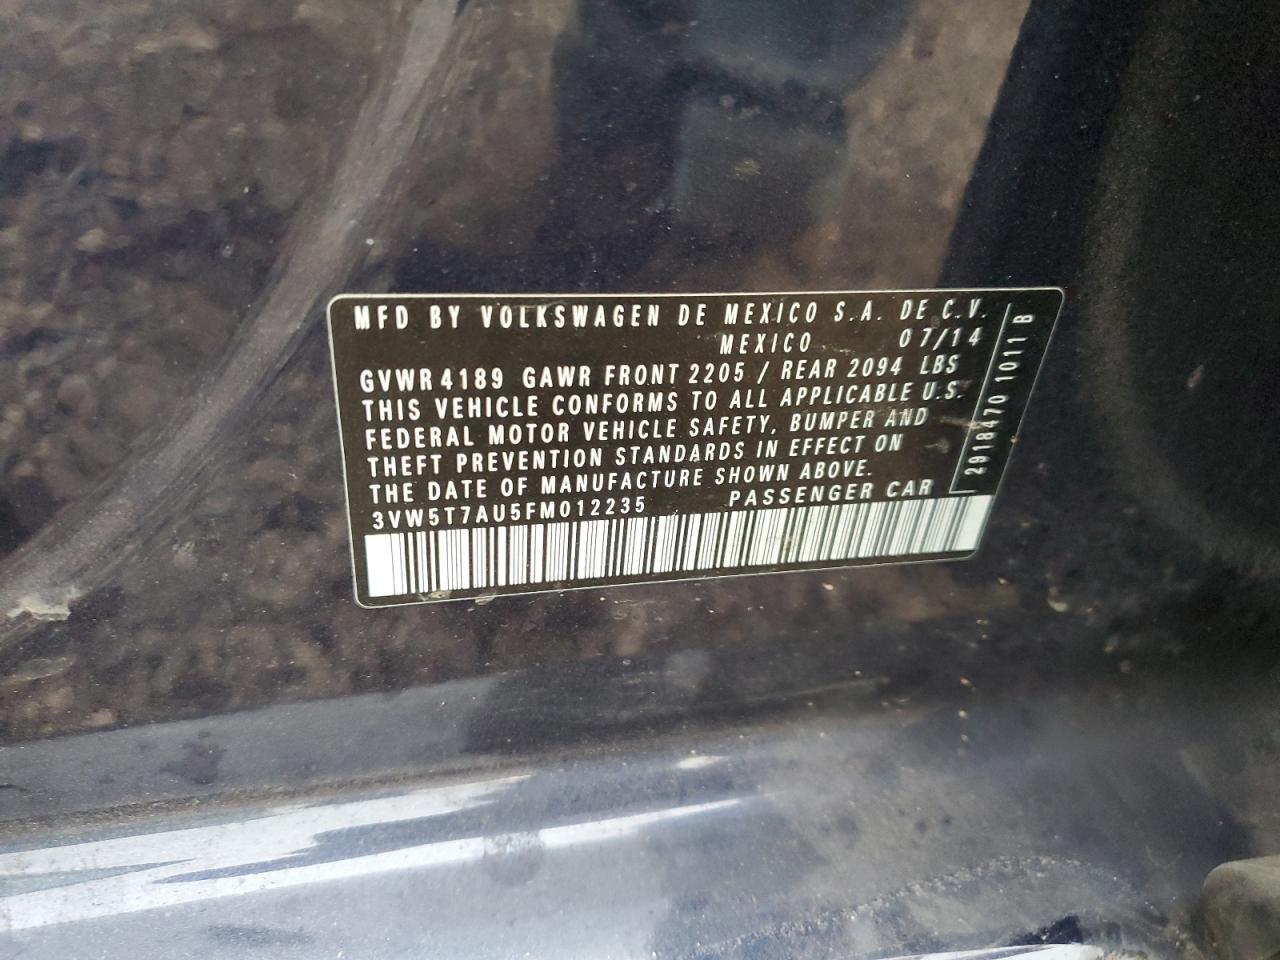 MFD BY VOLKSWAGEN DE MEXICO S.A. DE C.V.
MEXICO 07/14
GVWR 4189 GAWR FRONT 2205 / REAR 2094 LBS
THIS VEHICLE CONFORMS TO ALL APPLICABLE U.S.
FEDERAL MOTOR VEHICLE SAFETY, BUMPER AND
THEFT PREVENTION STANDARDS IN EFFECT ON
THE DATE OF MANUFACTURE SHOWN ABOVE.
3VW5T7AU5FM012235 PASSENGER CAR
2918470 1011 B